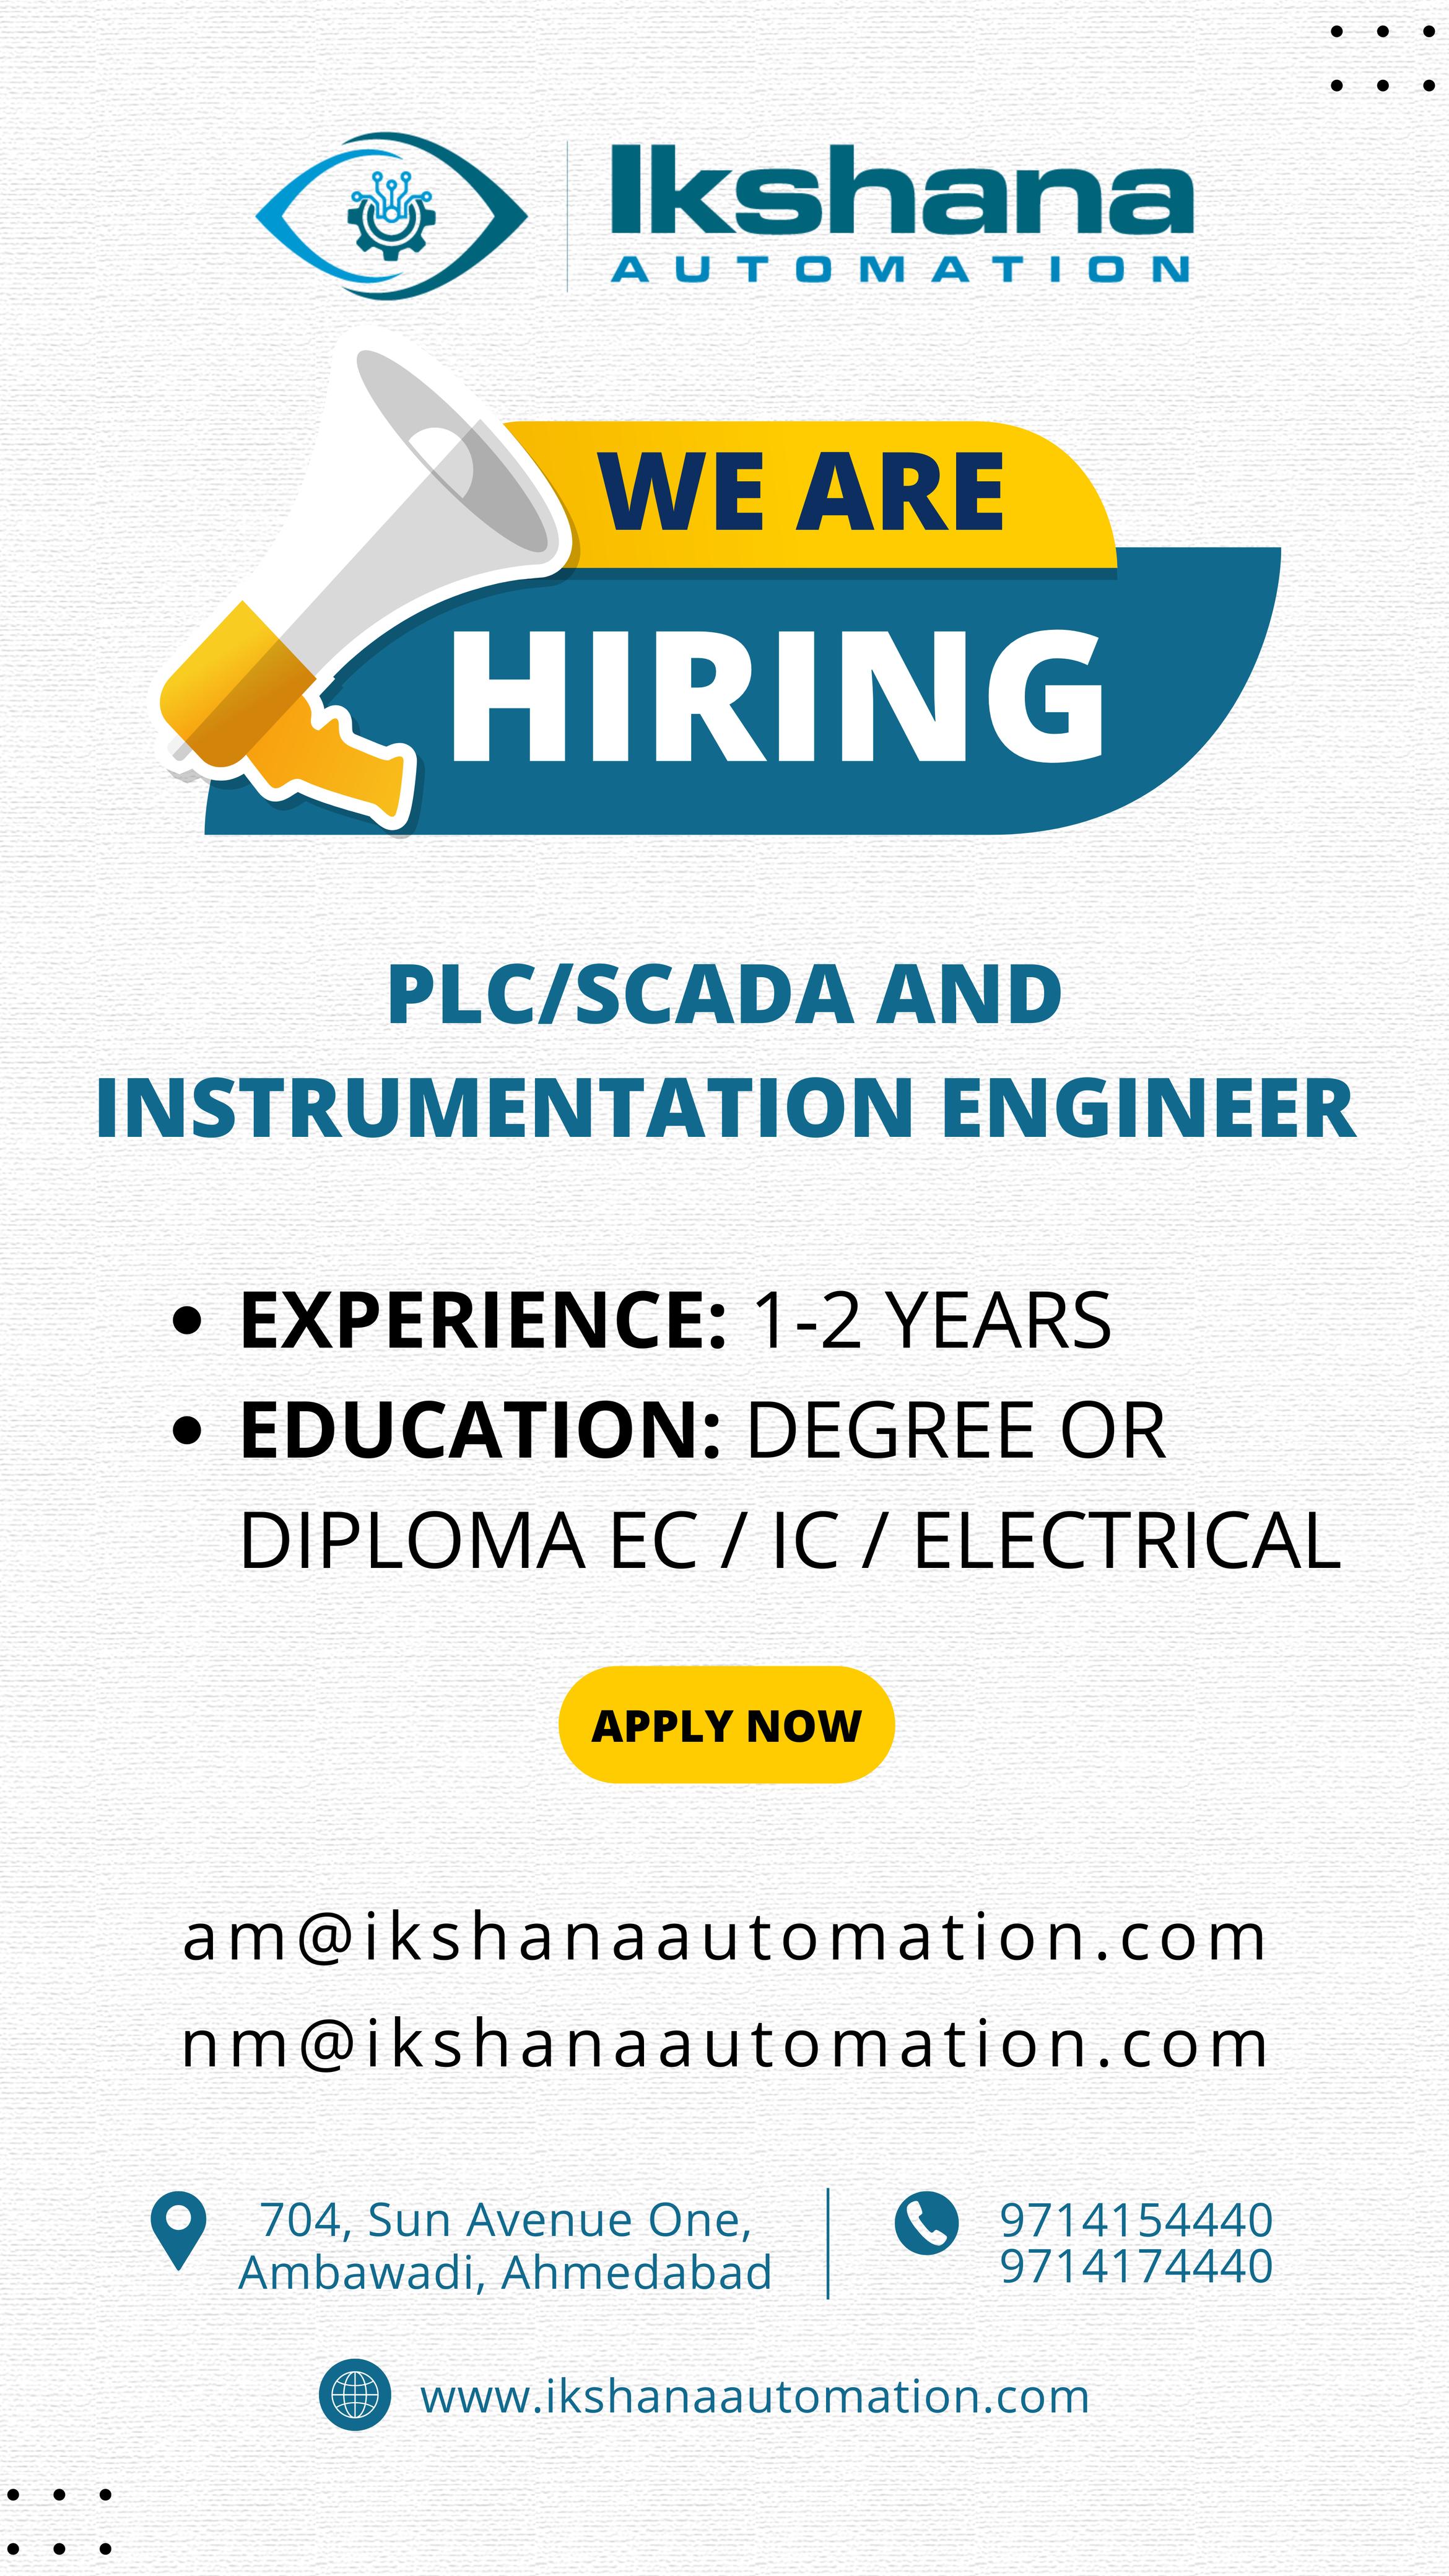 Ikshana
AUTOMATION
WE ARE
HIRING
PLC/SCADA AND
INSTRUMENTATION ENGINEER
• EXPERIENCE: 1-2 YEARS
• EDUCATION: DEGREE OR
DIPLOMA EC / IC / ELECTRICAL
APPLY NOW
am@ikshanaautomation.com
nm@ikshanaautomation.com
704, Sun Avenue One,
Ambawadi, Ahmedabad
9714154440
9714174440
www.ikshanaautomation.com